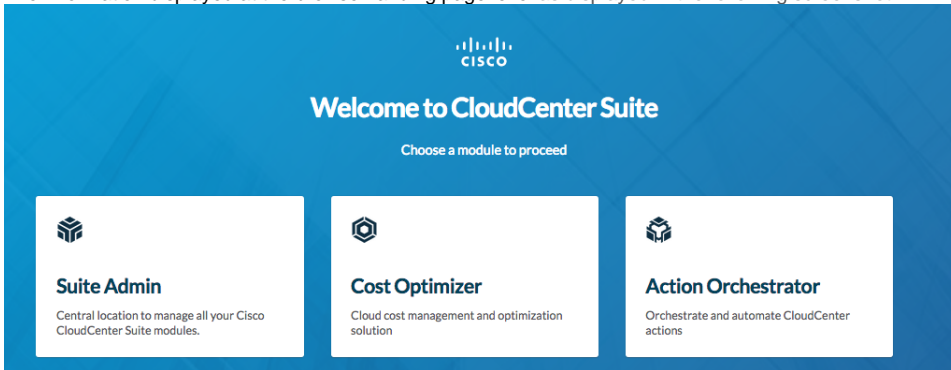 CISCO
Welcome to CloudCenter Suite
Choose a module to proceed
Suite Admin
Central location to manage all your Cisco
CloudCenter Suite modules.
Cost Optimizer
Cloud cost management and optimization
solution
Action Orchestrator
Orchestrate and automate CloudCenter
actions